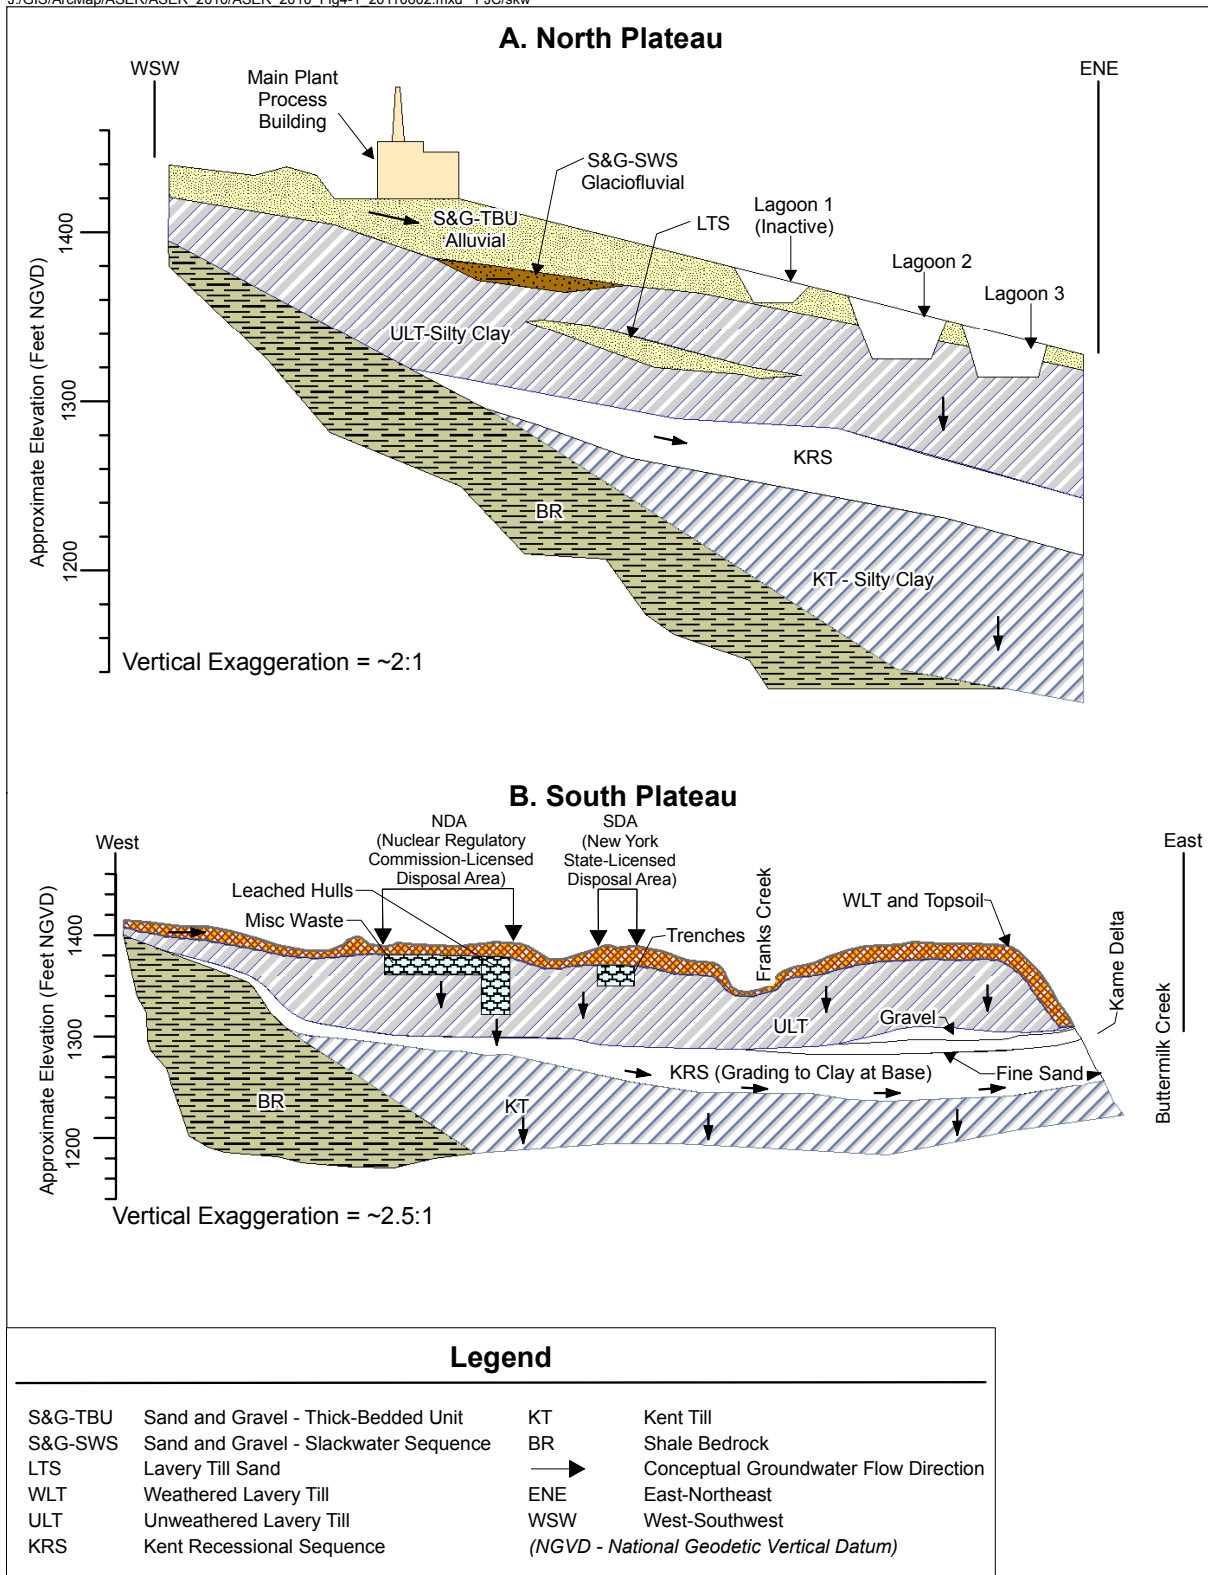 A. North Plateau
WSW
ENE
Main Plant
Process
Building
S&G-SWS
Glaciofluvial
LTS
Lagoon 1
(Inactive)
Lagoon 2
Lagoon 3
S&G-TBU
Alluvial
ULT-Silty Clay
KRS
BR
KT - Silty Clay
Approximate Elevation (Feet NGVD)
1400
1300
1200
Vertical Exaggeration = ~2:1
B. South Plateau
West
East
NDA
(Nuclear Regulatory
Commission-Licensed
Disposal Area)
SDA
(New York
State-Licensed
Disposal Area)
Leached Hulls
Misc Waste
Trenches
Franks Creek
WLT and Topsoil
Kame Delta
Buttermilk Creek
ULT
Gravel
KRS (Grading to Clay at Base)
Fine Sand
BR
KT
Approximate Elevation (Feet NGVD)
1400
1300
1200
Vertical Exaggeration = ~2.5:1
Legend
S&G-TBU Sand and Gravel - Thick-Bedded Unit KT Kent Till
S&G-SWS Sand and Gravel - Slackwater Sequence BR Shale Bedrock
LTS Lavery Till Sand Conceptual Groundwater Flow Direction
WLT Weathered Lavery Till ENE East-Northeast
ULT Unweathered Lavery Till WSW West-Southwest
KRS Kent Recessional Sequence (NGVD - National Geodetic Vertical Datum)